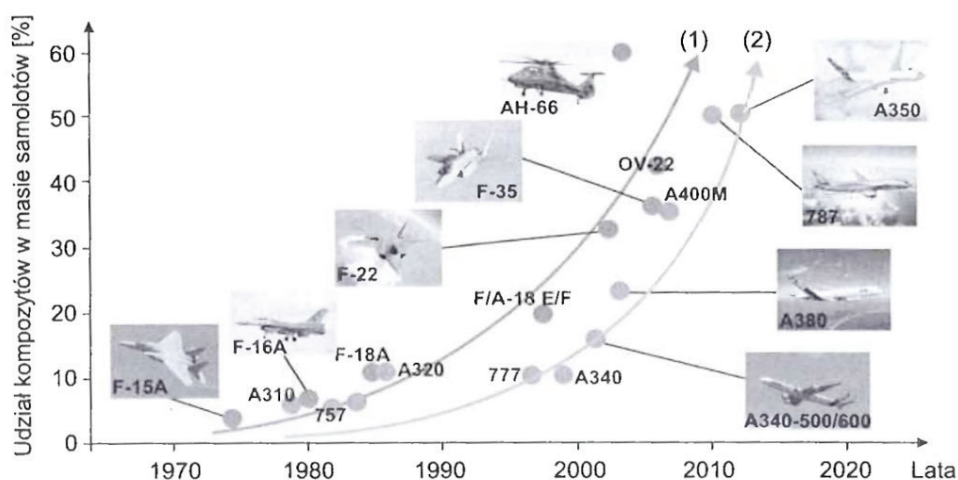 Udział kompozytów w masie samolotów [%]
60
50
40
30
20
10
0
(1)
(2)
AH-66
A350
OV-22
F-35
A400M
787
F-22
F/A-18 E/F
A380
F-16A
F-18A
F-15A
A310
757
A320
777
A340
A340-500/600
1970
1980
1990
2000
2010
2020
Lata